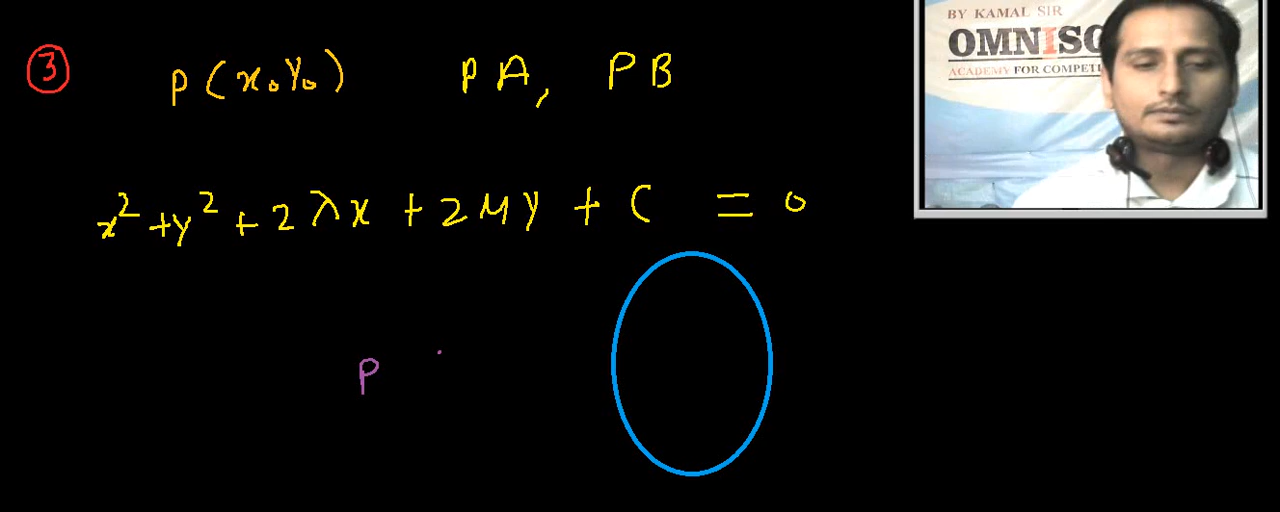 BY KAMAL SIR
OMNISC
ACADEMY FOR COMPETI
③ P(x₀y₀) PA, PB
x²+y²+2λx+2μy+C=0
P